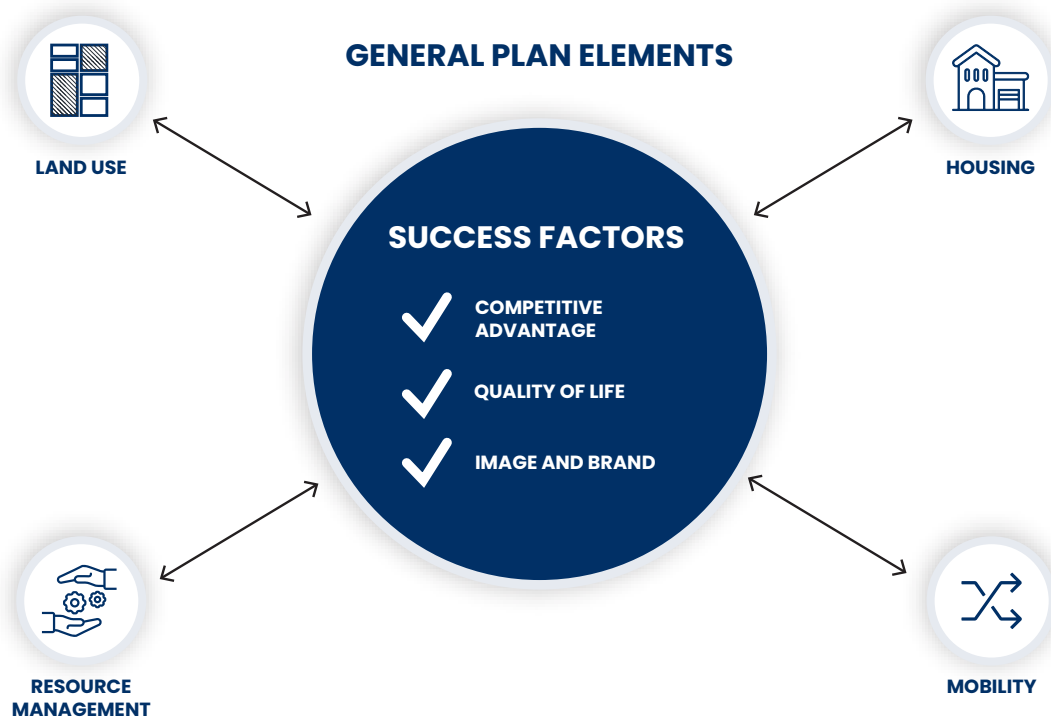 GENERAL PLAN ELEMENTS
LAND USE
HOUSING
SUCCESS FACTORS
COMPETITIVE
ADVANTAGE
QUALITY OF LIFE
IMAGE AND BRAND
RESOURCE
MANAGEMENT
MOBILITY